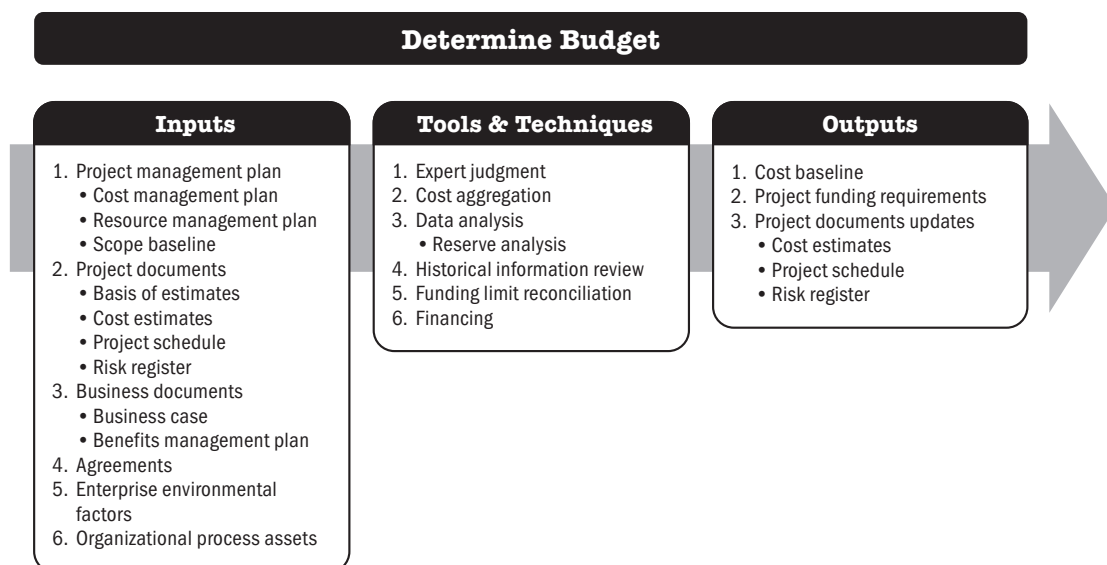 Determine Budget
Inputs
1. Project management plan
• Cost management plan
• Resource management plan
• Scope baseline
2. Project documents
• Basis of estimates
• Cost estimates
• Project schedule
• Risk register
3. Business documents
• Business case
• Benefits management plan
4. Agreements
5. Enterprise environmental
factors
6. Organizational process assets
Tools & Techniques
1. Expert judgment
2. Cost aggregation
3. Data analysis
• Reserve analysis
4. Historical information review
5. Funding limit reconciliation
6. Financing
Outputs
1. Cost baseline
2. Project funding requirements
3. Project documents updates
• Cost estimates
• Project schedule
• Risk register